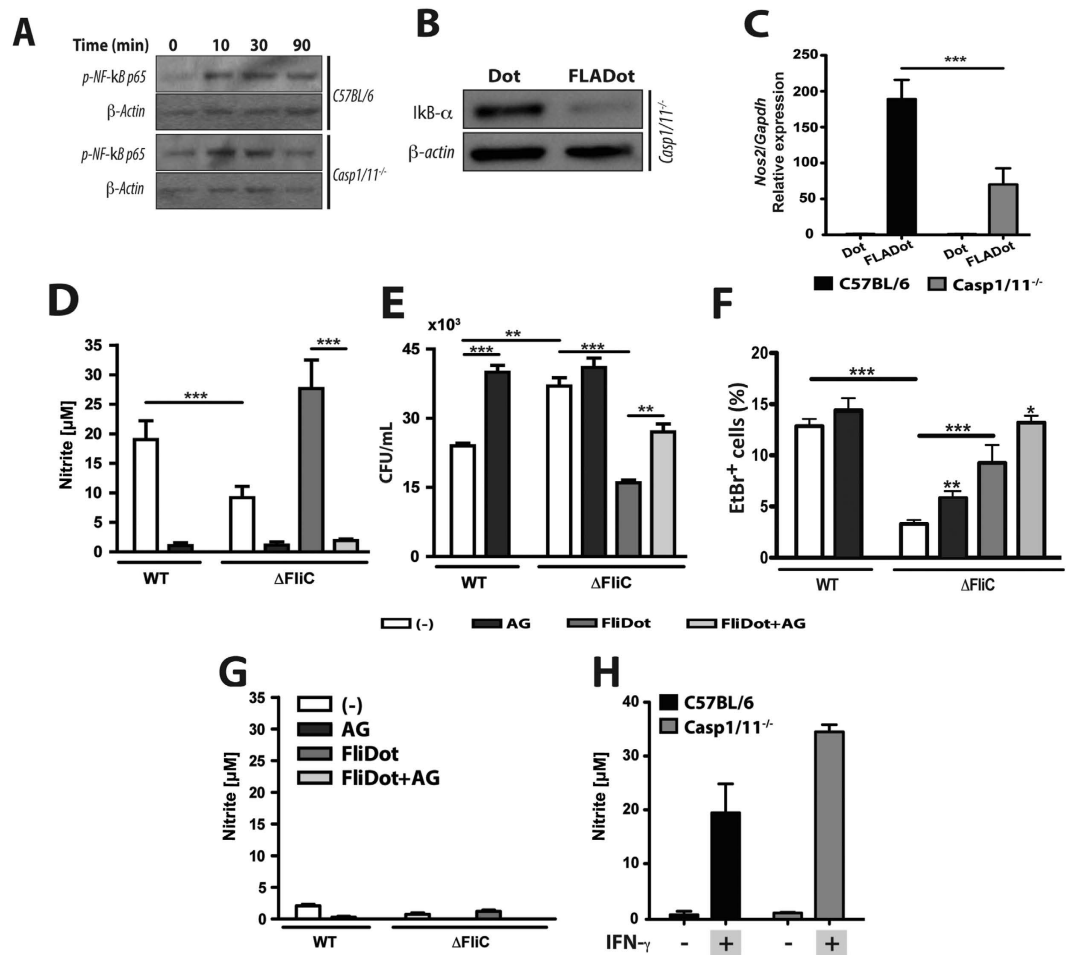 A
Time (min) 0 10 30 90
p-NF-kB p65
β-Actin
C57BL/6
p-NF-kB p65
β-Actin
Casp1/11-/-
B
Dot FLADot
IkB-α
β-actin
Casp1/11-/-
C
***
Nos2/Gapdh
Relative expression
250
200
150
100
50
0
Dot FLADot Dot FLADot
C57BL/6 Casp1/11-/-
D
Nitrite [µM]
35
30
25
20
15
10
5
0
***
***
WT ΔFliC
E
x10³
CFU/mL
45
30
15
0
**
***
***
**
WT ΔFliC
F
EtBr+ cells (%)
20
15
10
5
0
***
***
**
*
WT ΔFliC
(-) AG FliDot FliDot+AG
G
Nitrite [µM]
35
30
25
20
15
10
5
0
(-)
AG
FliDot
FliDot+AG
WT ΔFliC
H
Nitrite [µM]
40
30
20
10
0
C57BL/6
Casp1/11-/-
IFN-γ - + - +